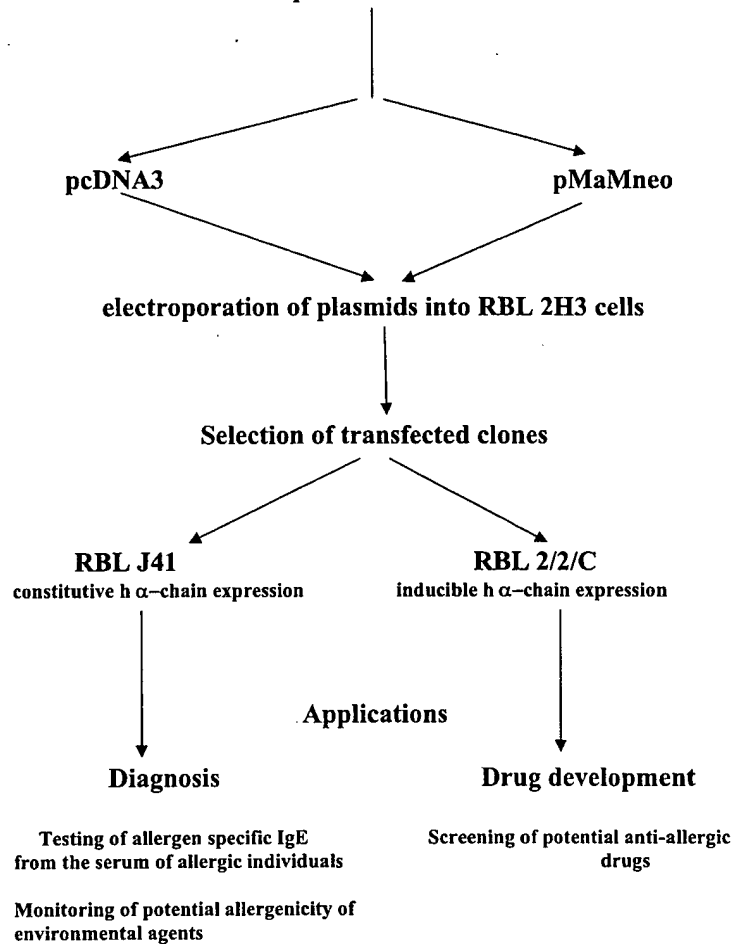 pcDNA3
pMaMneo
electroporation of plasmids into RBL 2H3 cells
Selection of transfected clones
RBL J41
constitutive h α–chain expression
RBL 2/2/C
inducible h α–chain expression
Applications
Diagnosis
Drug development
Testing of allergen specific IgE
from the serum of allergic individuals
Monitoring of potential allergenicity of
environmental agents
Screening of potential anti-allergic
drugs